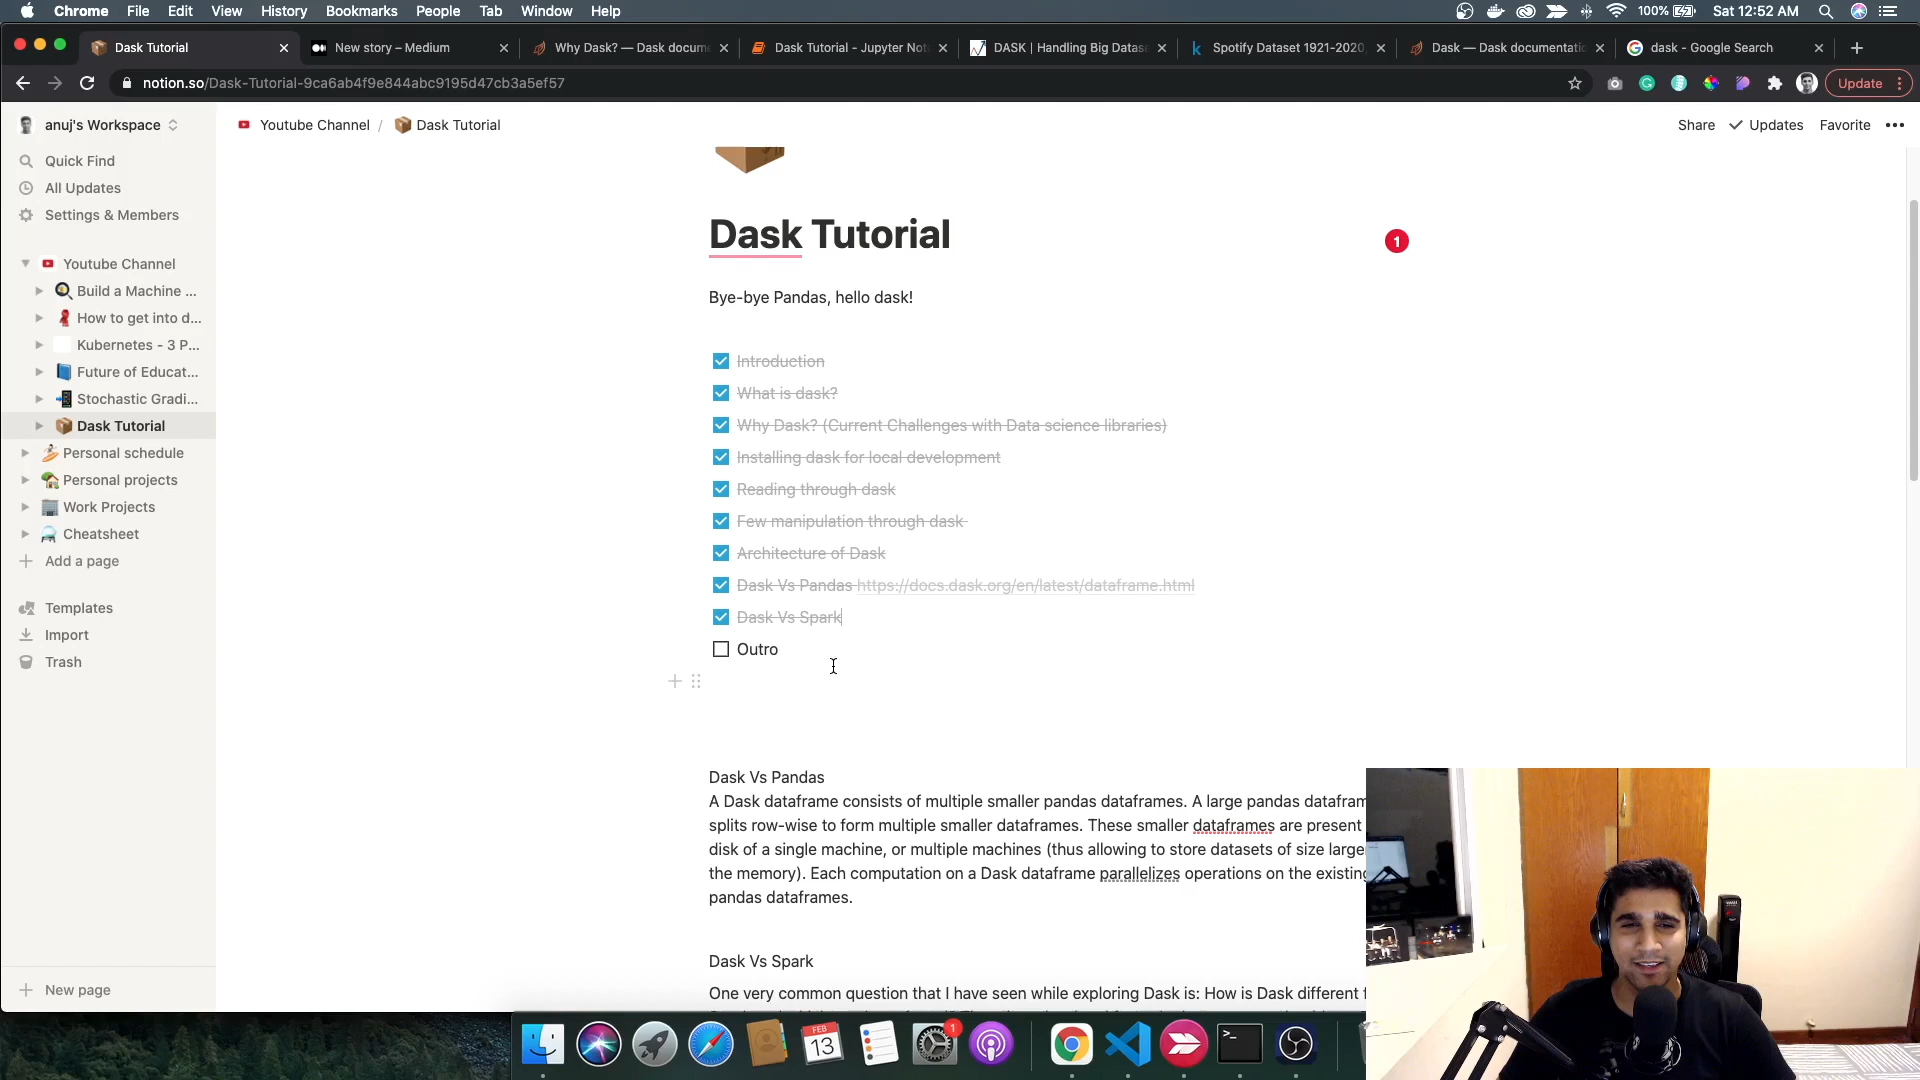 Chrome File Edit View History Bookmarks People Tab Window Help 100% Sat 12:52 AM
Dask Tutorial New story – Medium Why Dask? — Dask docum Dask Tutorial - Jupyter Not DASK | Handling Big Datas Spotify Dataset 1921-2020, Dask — Dask documentati dask - Google Search
notion.so/Dask-Tutorial-9ca6ab4f9e844abc9195d47cb3a5ef57 Update
anuj's Workspace
Youtube Channel / Dask Tutorial
Share Updates Favorite •••
Quick Find
All Updates
Settings & Members
Youtube Channel
Build a Machine ...
How to get into d...
Kubernetes - 3 P...
Future of Educat...
Stochastic Gradi...
Dask Tutorial
Personal schedule
Personal projects
Work Projects
Cheatsheet
Add a page
Templates
Import
Trash
New page
Dask Tutorial
1
Bye-bye Pandas, hello dask!
Introduction
What is dask?
Why Dask? (Current Challenges with Data science libraries)
Installing dask for local development
Reading through dask
Few manipulation through dask
Architecture of Dask
Dask Vs Pandas https://docs.dask.org/en/latest/dataframe.html
Dask Vs Spark
Outro
Dask Vs Pandas
A Dask dataframe consists of multiple smaller pandas dataframes. A large pandas datafram
splits row-wise to form multiple smaller dataframes. These smaller dataframes are present
disk of a single machine, or multiple machines (thus allowing to store datasets of size large
the memory). Each computation on a Dask dataframe parallelizes operations on the existing
pandas dataframes.
Dask Vs Spark
One very common question that I have seen while exploring Dask is: How is Dask different f
FEB
13
1